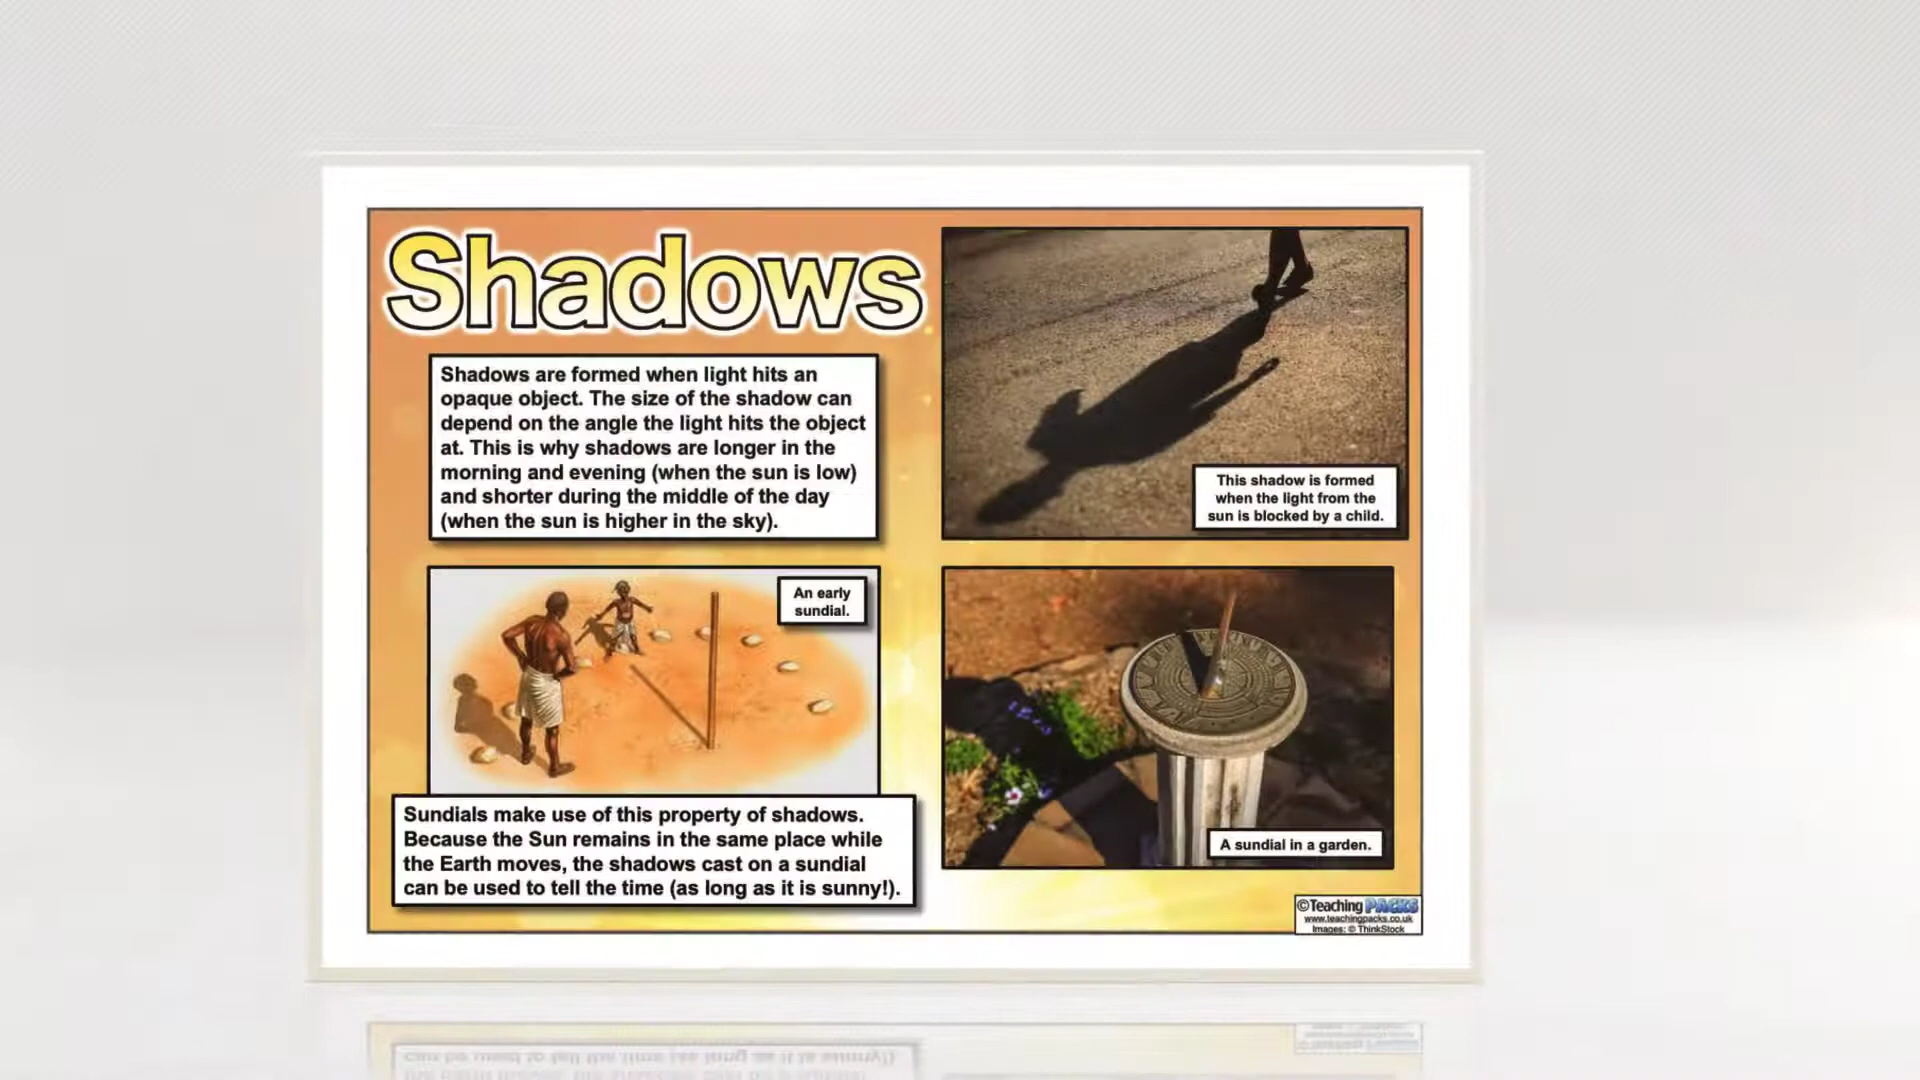 Shadows
Shadows are formed when light hits an
opaque object. The size of the shadow can
depend on the angle the light hits the object
at. This is why shadows are longer in the
morning and evening (when the sun is low)
and shorter during the middle of the day
(when the sun is higher in the sky).
This shadow is formed
when the light from the
sun is blocked by a child.
An early
sundial.
Sundials make use of this property of shadows.
Because the Sun remains in the same place while
the Earth moves, the shadows cast on a sundial
can be used to tell the time (as long as it is sunny!).
A sundial in a garden.
©Teaching PACKS
www.teachingpacks.co.uk
Images: © ThinkStock